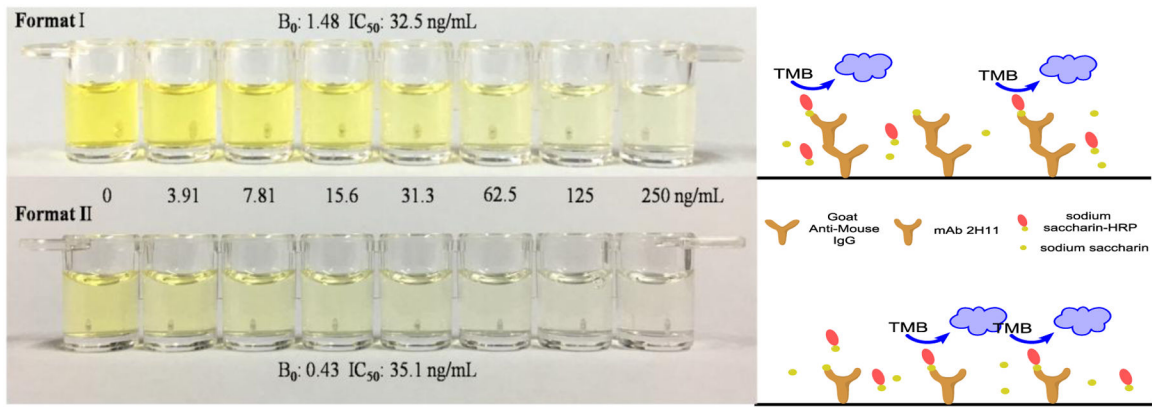 Format I
B₀: 1.48 IC₅₀: 32.5 ng/mL
0 3.91 7.81 15.6 31.3 62.5 125 250 ng/mL
Format II
B₀: 0.43 IC₅₀: 35.1 ng/mL
TMB
TMB
Goat
Anti-Mouse
IgG
mAb 2H11
sodium
saccharin-HRP
sodium saccharin
TMB
TMB